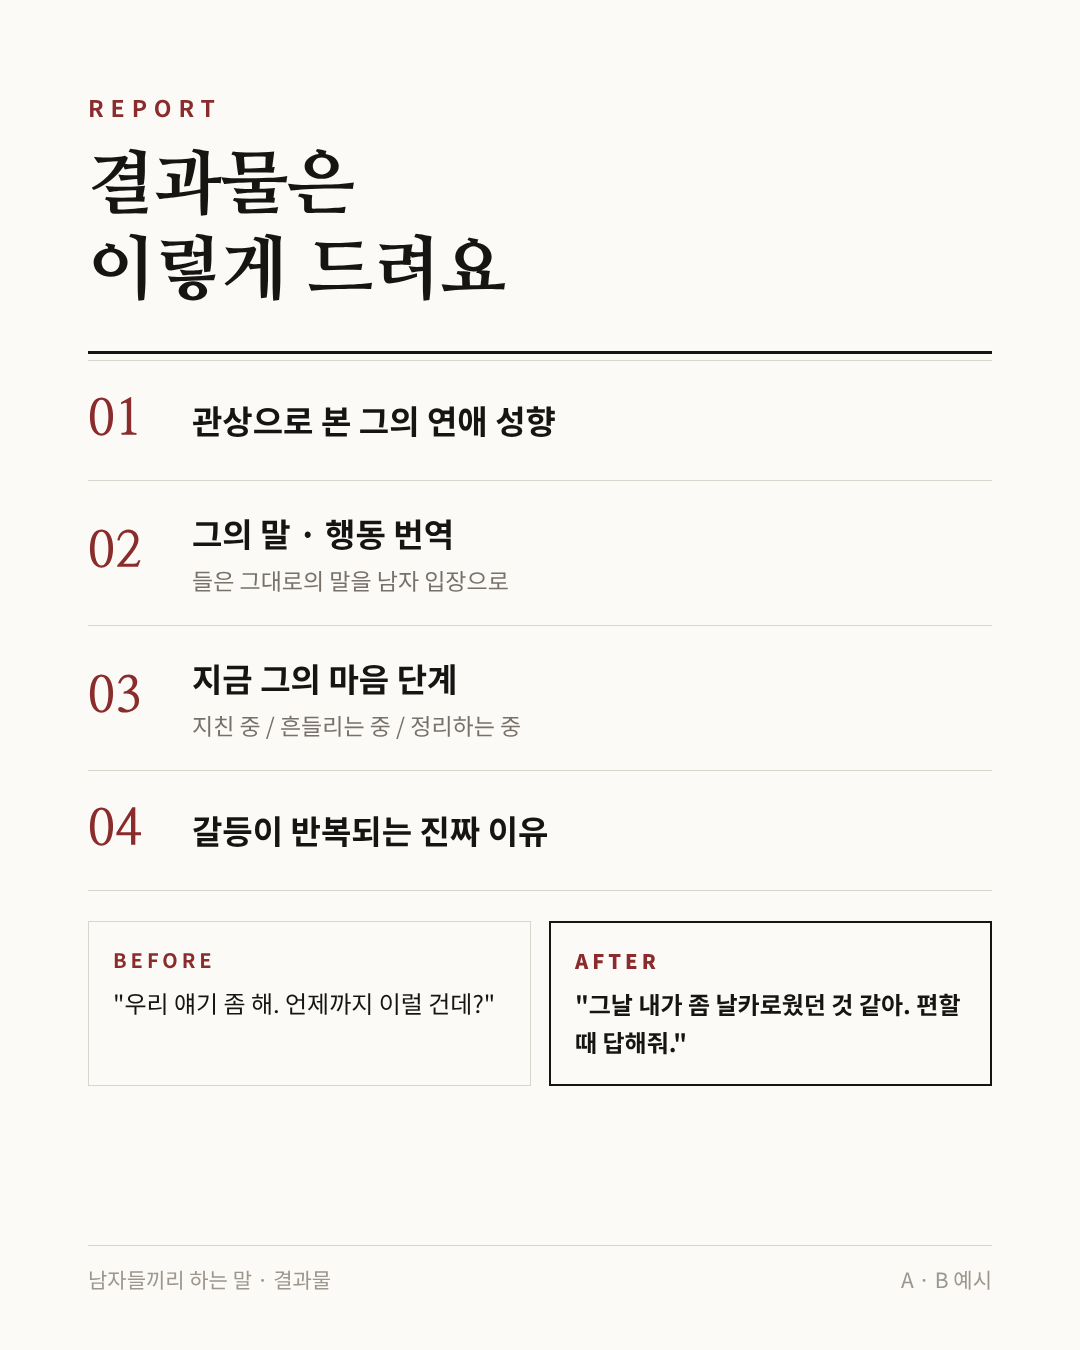 REPORT
결과물은
이렇게 드려요
01 관상으로 본 그의 연애 성향
02 그의 말 · 행동 번역
들은 그대로의 말을 남자 입장으로
03 지금 그의 마음 단계
지친 중 / 흔들리는 중 / 정리하는 중
04 갈등이 반복되는 진짜 이유
BEFORE
"우리 얘기 좀 해. 언제까지 이럴 건데?"
AFTER
"그날 내가 좀 날카로웠던 것 같아. 편할
때 답해줘."
남자들끼리 하는 말 · 결과물
A · B 예시